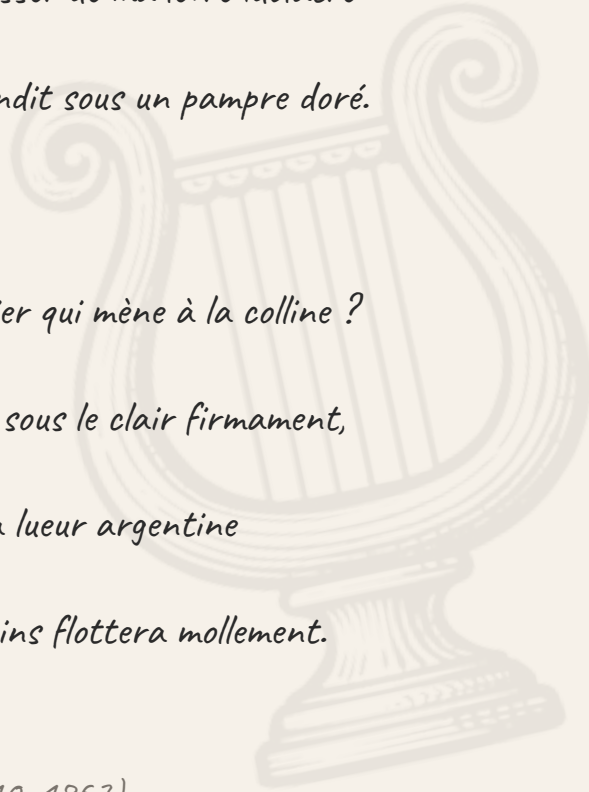 ndit sous un pampre doré.
er qui mène à la colline ?
sous le clair firmament,
lueur argentine
ins flottera mollement.